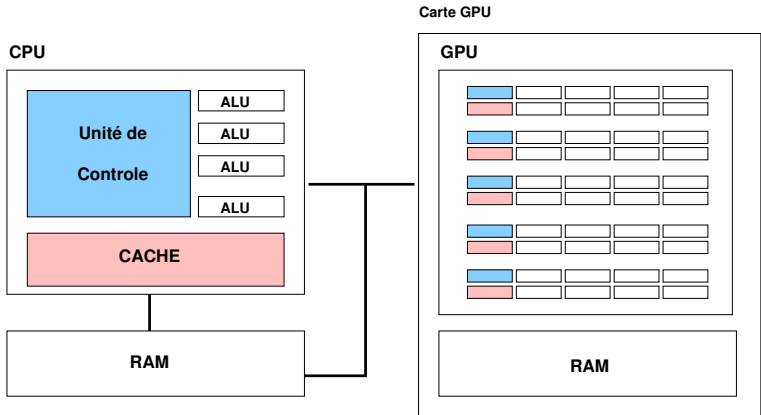 Carte GPU
CPU
GPU
ALU
Unité de
ALU
Controle
ALU
ALU
CACHE
RAM
RAM